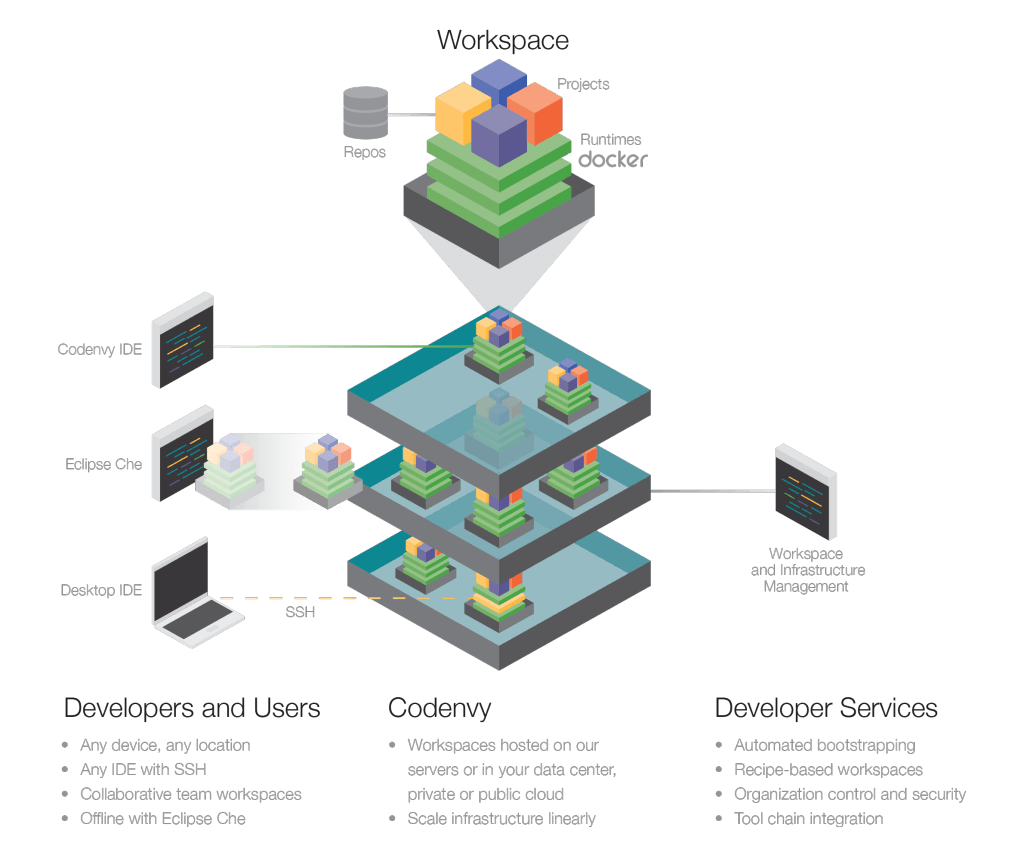 Workspace
Projects
Repos
Runtimes
docker
Codenvy IDE
Eclipse Che
Desktop IDE
SSH
Workspace
and Infrastructure
Management
Developers and Users
• Any device, any location
• Any IDE with SSH
• Collaborative team workspaces
• Offline with Eclipse Che
Codenvy
• Workspaces hosted on our
servers or in your data center,
private or public cloud
• Scale infrastructure linearly
Developer Services
• Automated bootstrapping
• Recipe-based workspaces
• Organization control and security
• Tool chain integration